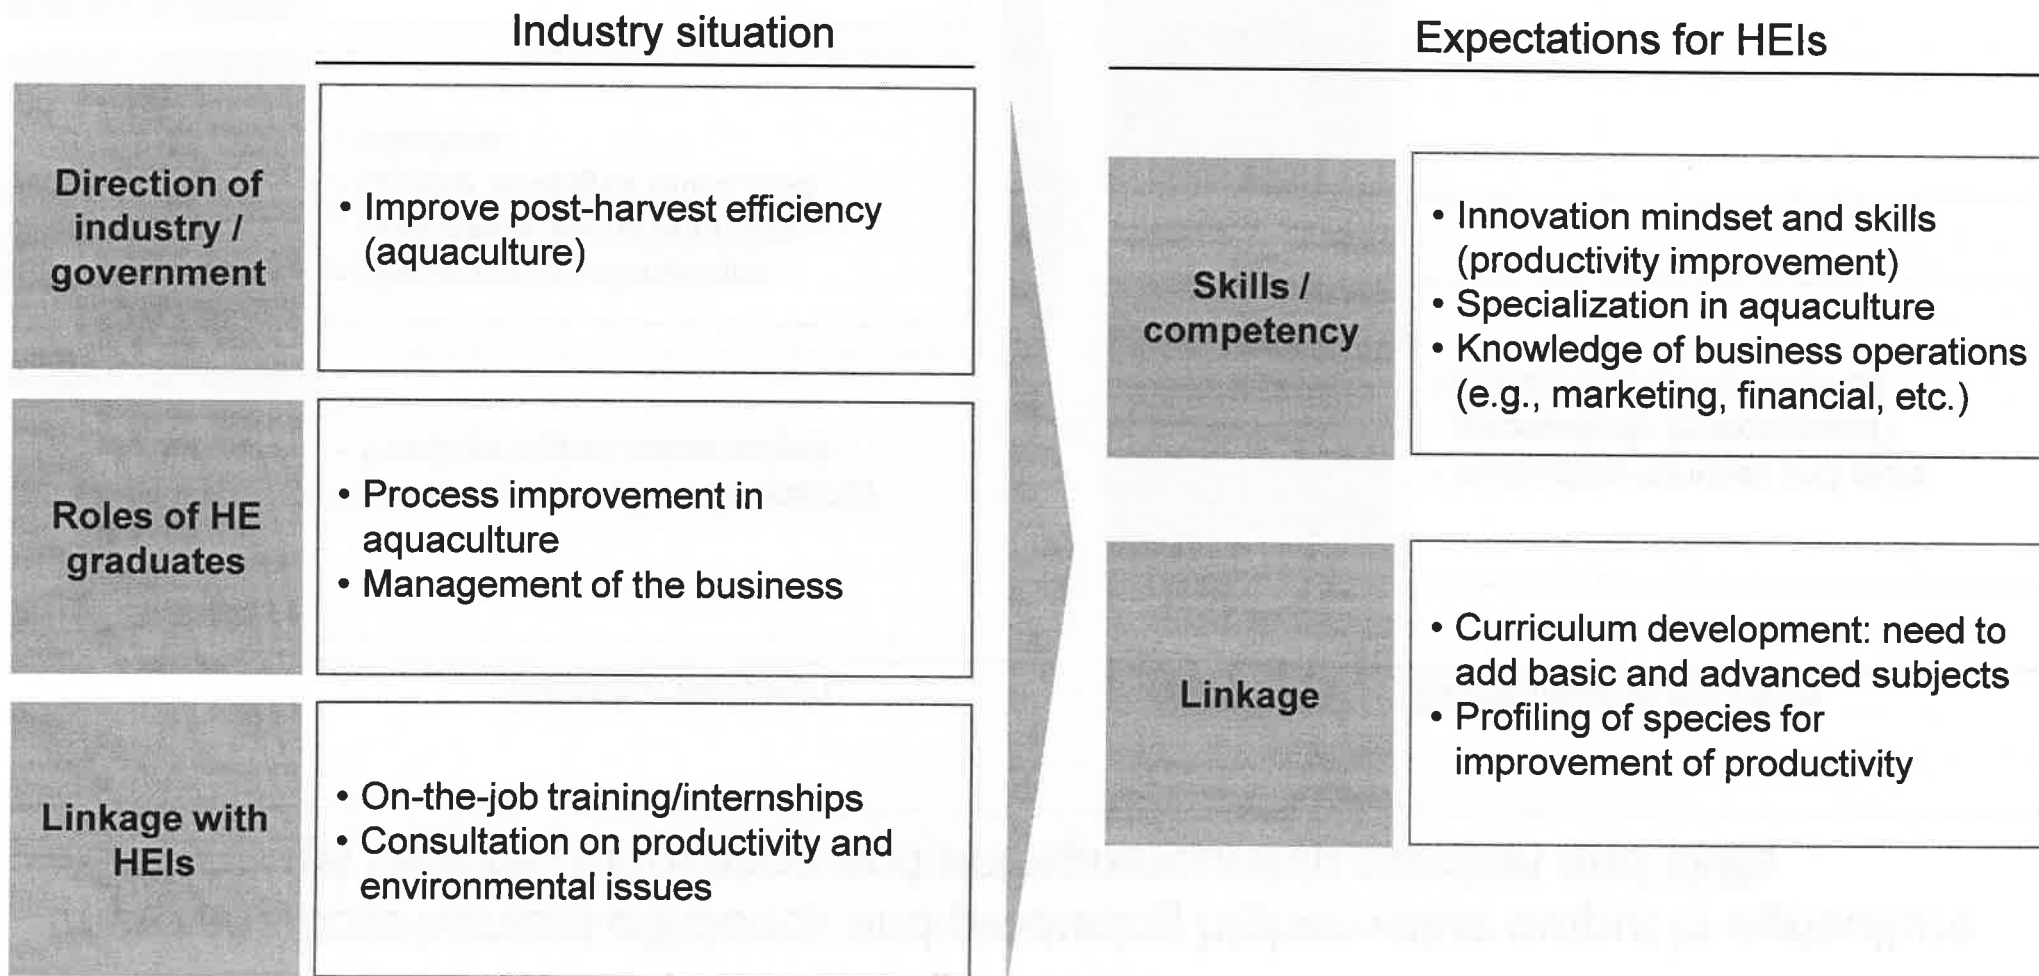 Industry situation
Direction of
industry /
government
• Improve post-harvest efficiency
(aquaculture)
Roles of HE
graduates
• Process improvement in
aquaculture
• Management of the business
Linkage with
HEIs
• On-the-job training/internships
• Consultation on productivity and
environmental issues
Expectations for HEIs
Skills /
competency
• Innovation mindset and skills
(productivity improvement)
• Specialization in aquaculture
• Knowledge of business operations
(e.g., marketing, financial, etc.)
Linkage
• Curriculum development: need to
add basic and advanced subjects
• Profiling of species for
improvement of productivity